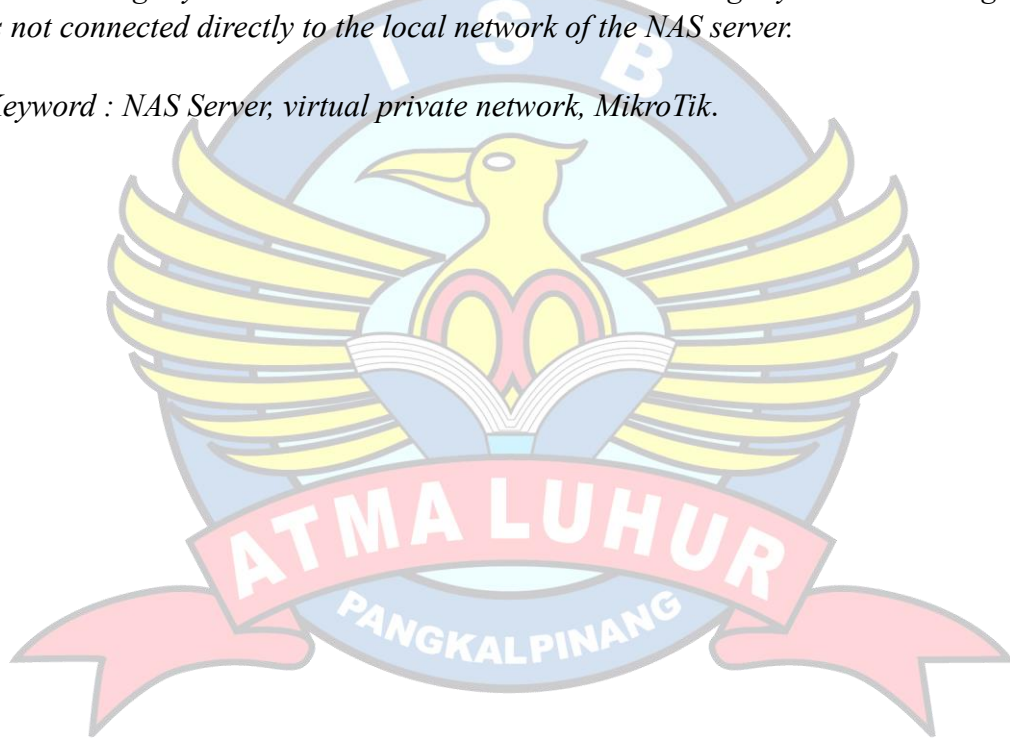 s not connected directly to the local network of the NAS server.
Keyword : NAS Server, virtual private network, MikroTik.
I S B
ATMA LUHUR
PANGKALPINANG